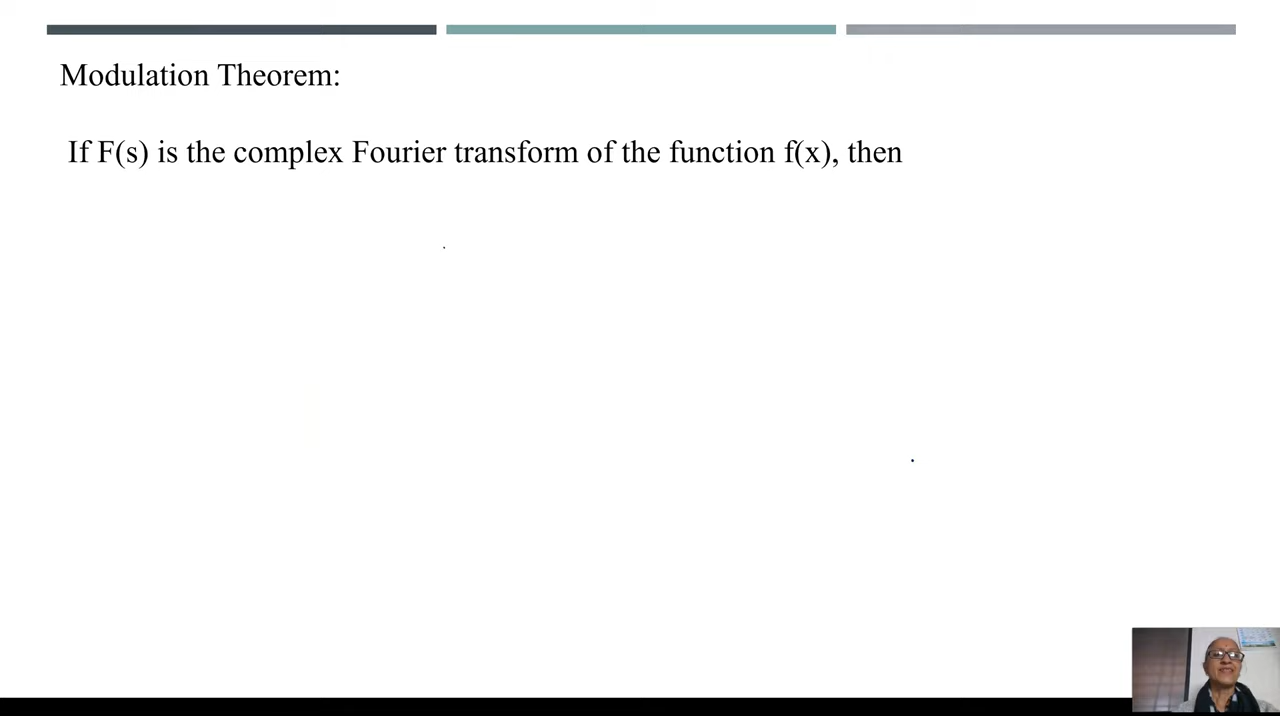 Modulation Theorem:
If F(s) is the complex Fourier transform of the function f(x), then